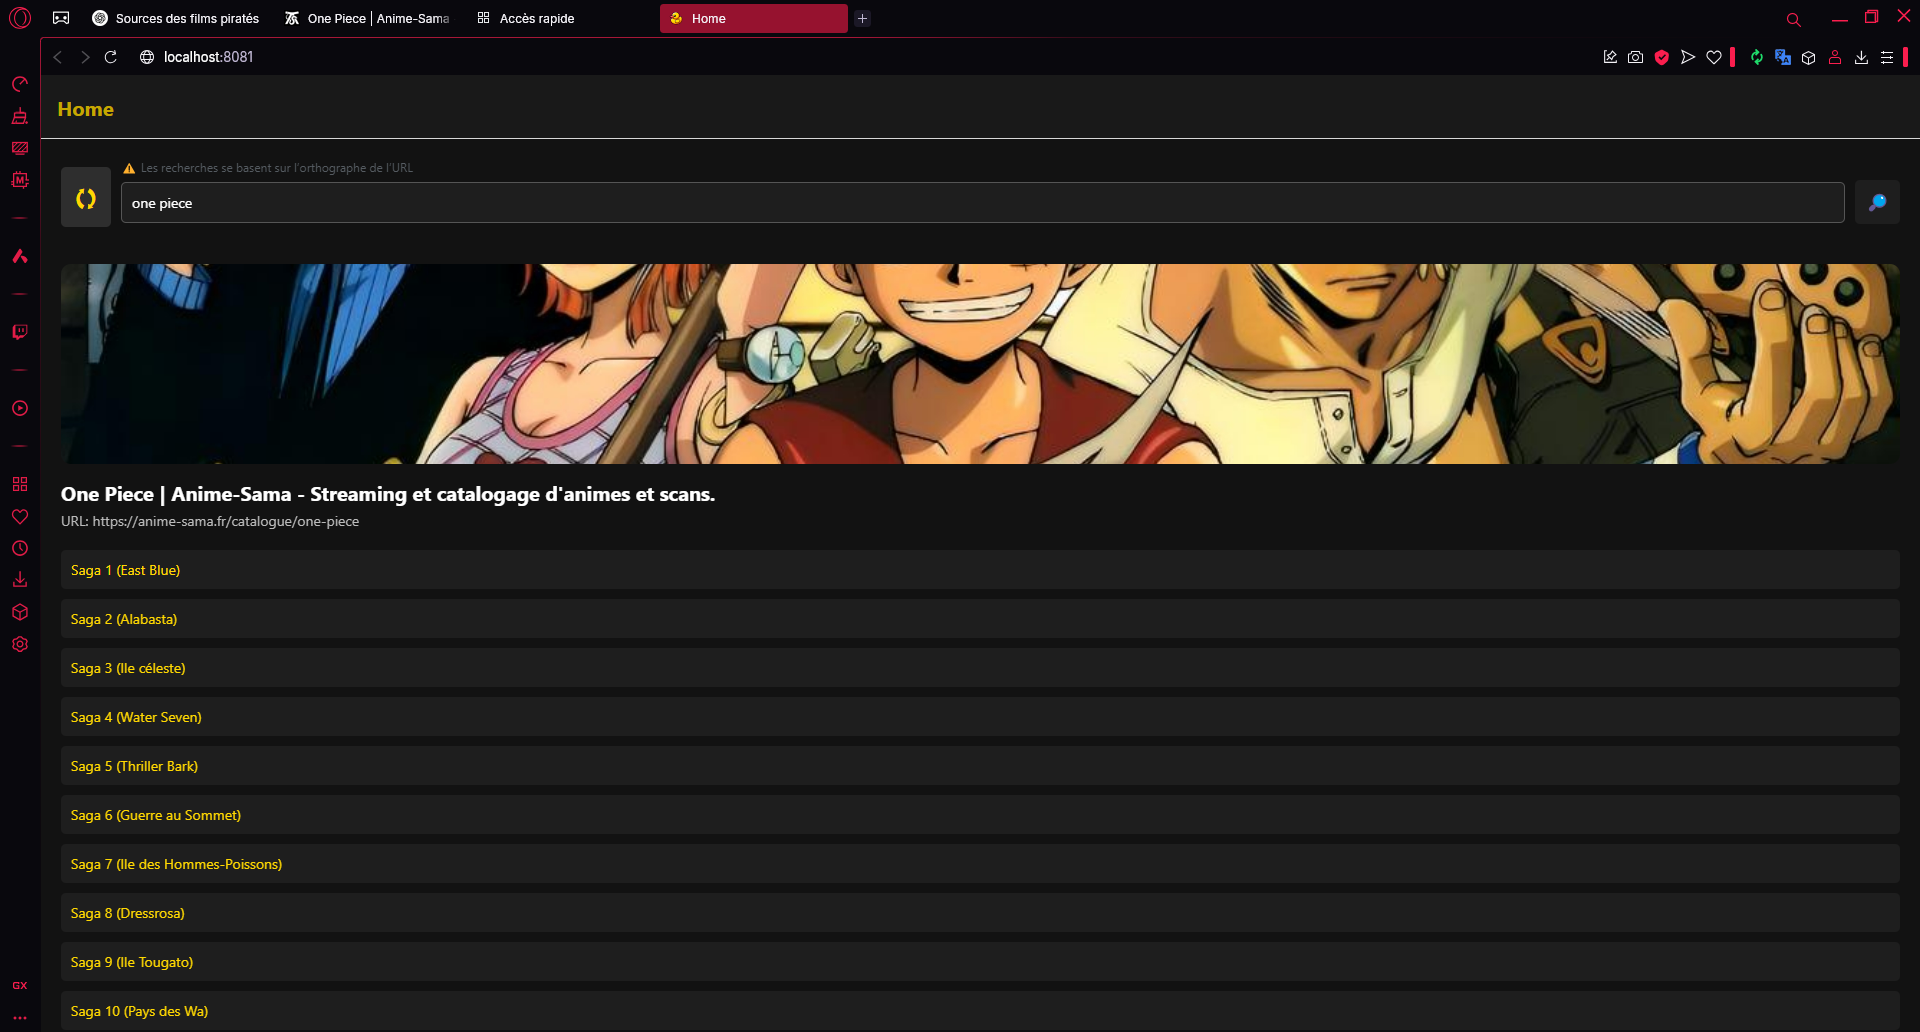 Sources des films piratés
One Piece | Anime-Sama
Accès rapide
Home
localhost:8081
Home
⚠ Les recherches se basent sur l'orthographe de l'URL
one piece
One Piece | Anime-Sama - Streaming et catalogage d'animes et scans.
URL: https://anime-sama.fr/catalogue/one-piece
Saga 1 (East Blue)
Saga 2 (Alabasta)
Saga 3 (Ile céleste)
Saga 4 (Water Seven)
Saga 5 (Thriller Bark)
Saga 6 (Guerre au Sommet)
Saga 7 (Ile des Hommes-Poissons)
Saga 8 (Dressrosa)
Saga 9 (Ile Tougato)
GX
Saga 10 (Pays des Wa)